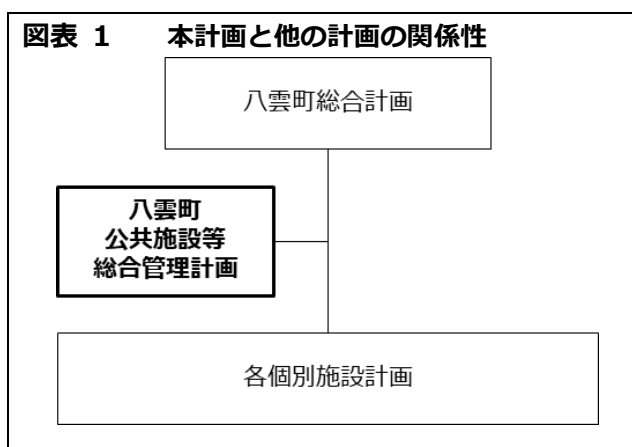 図表 1 本計画と他の計画の関係性
八雲町総合計画
八雲町
公共施設等
総合管理計画
各個別施設計画